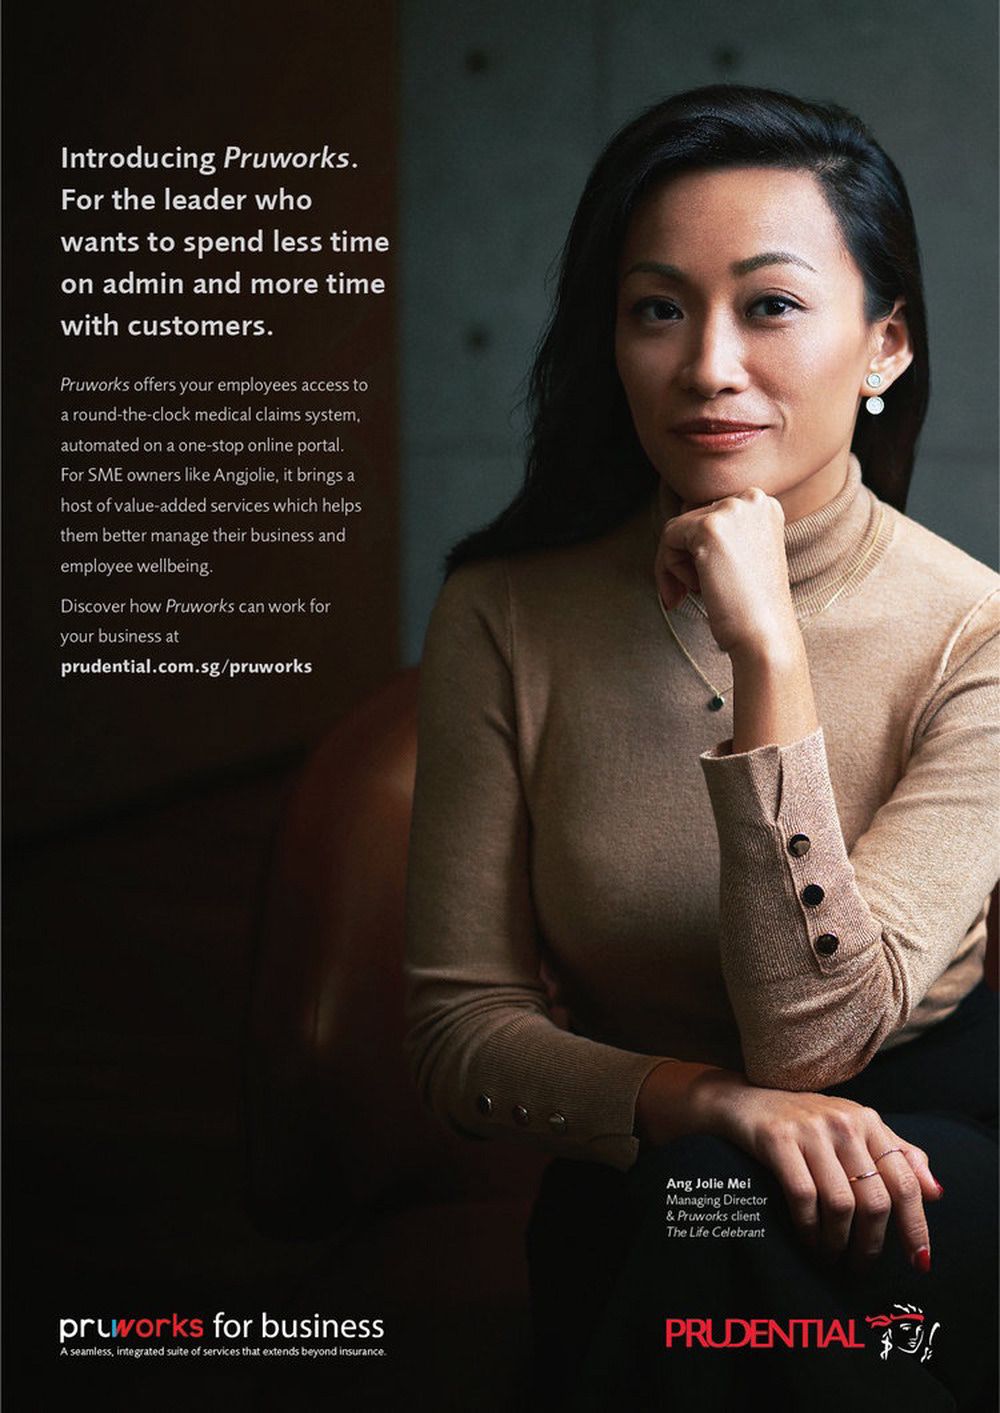 Introducing Pruworks.
For the leader who
wants to spend less time
on admin and more time
with customers.
Pruworks offers your employees access to
a round-the-clock medical claims system,
automated on a one-stop online portal.
For SME owners like Angjolie, it brings a
host of value-added services which helps
them better manage their business and
employee wellbeing.
Discover how Pruworks can work for
your business at
prudential.com.sg/pruworks
Ang Jolie Mei
Managing Director
& Pruworks client
The Life Celebrant
pruworks for business
A seamless, integrated suite of services that extends beyond insurance.
PRUDENTIAL